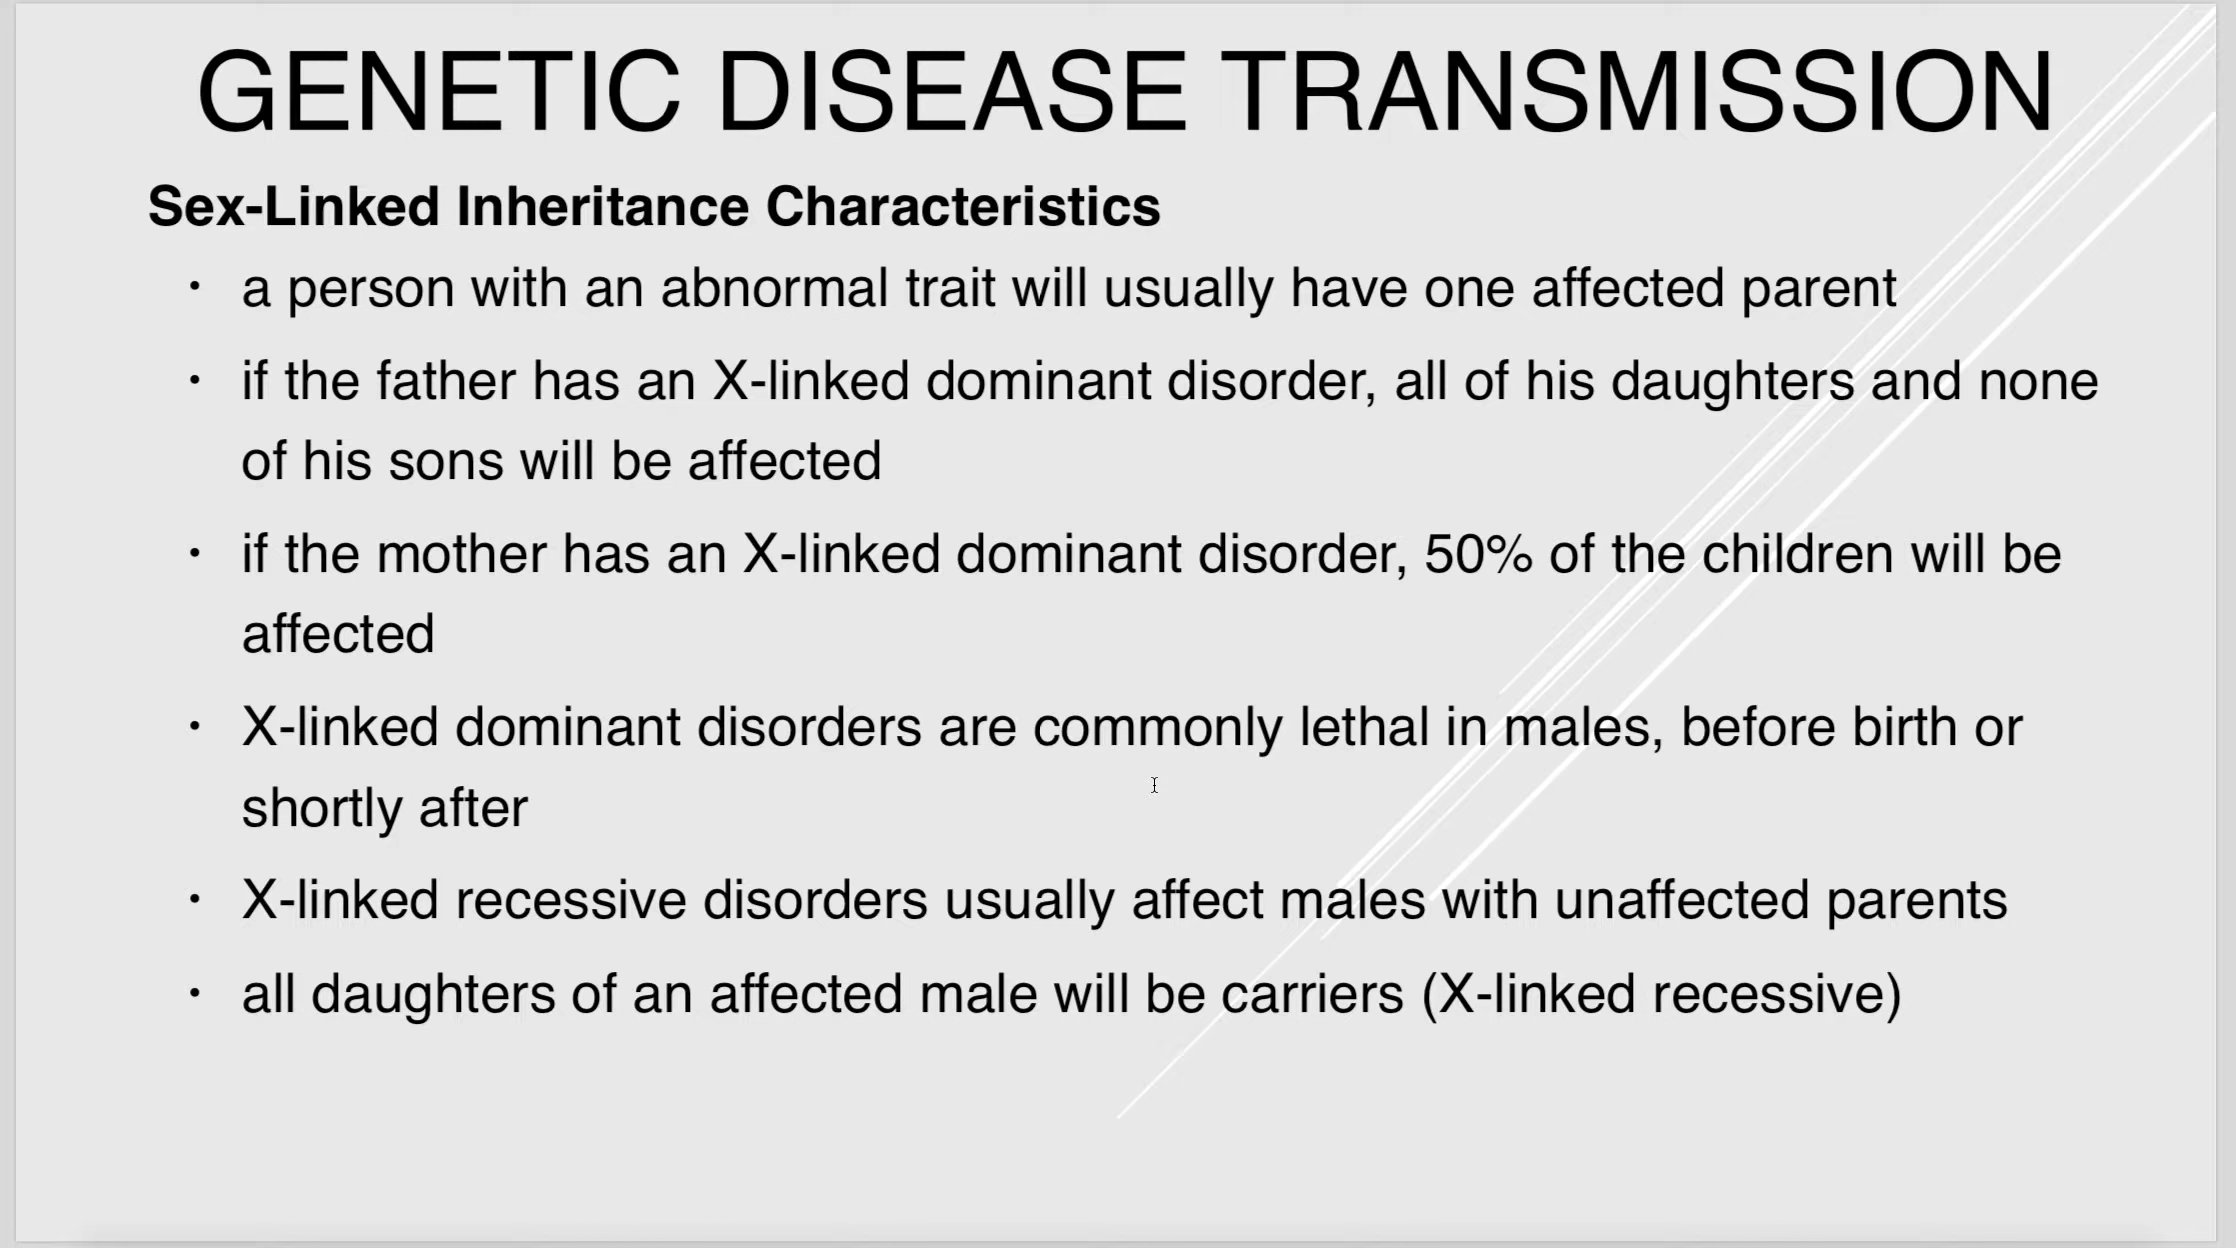 GENETIC DISEASE TRANSMISSION
Sex-Linked Inheritance Characteristics
• a person with an abnormal trait will usually have one affected parent
• if the father has an X-linked dominant disorder, all of his daughters and none
of his sons will be affected
• if the mother has an X-linked dominant disorder, 50% of the children will be
affected
• X-linked dominant disorders are commonly lethal in males, before birth or
shortly after
• X-linked recessive disorders usually affect males with unaffected parents
• all daughters of an affected male will be carriers (X-linked recessive)